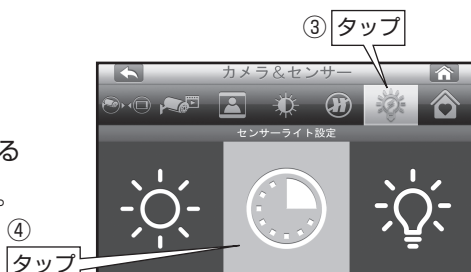 ③ タップ
カメラ&センサー
センサーライト設定
る
。
④
タップ